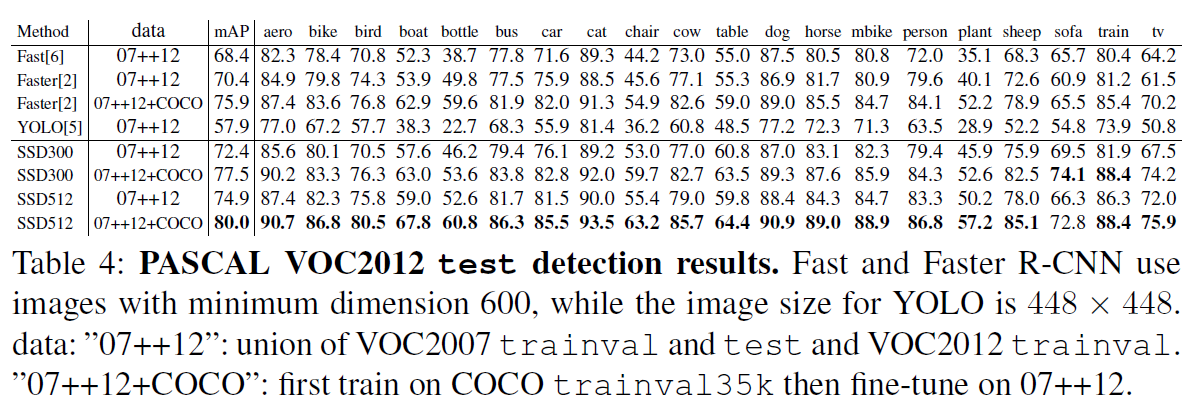 Method data mAP aero bike bird boat bottle bus car cat chair cow table dog horse mbike person plant sheep sofa train tv
Fast[6] 07++12 68.4 82.3 78.4 70.8 52.3 38.7 77.8 71.6 89.3 44.2 73.0 55.0 87.5 80.5 80.8 72.0 35.1 68.3 65.7 80.4 64.2
Faster[2] 07++12 70.4 84.9 79.8 74.3 53.9 49.8 77.5 75.9 88.5 45.6 77.1 55.3 86.9 81.7 80.9 79.6 40.1 72.6 60.9 81.2 61.5
Faster[2] 07++12+COCO 75.9 87.4 83.6 76.8 62.9 59.6 81.9 82.0 91.3 54.9 82.6 59.0 89.0 85.5 84.7 84.1 52.2 78.9 65.5 85.4 70.2
YOLO[5] 07++12 57.9 77.0 67.2 57.7 38.3 22.7 68.3 55.9 81.4 36.2 60.8 48.5 77.2 72.3 71.3 63.5 28.9 52.2 54.8 73.9 50.8
SSD300 07++12 72.4 85.6 80.1 70.5 57.6 46.2 79.4 76.1 89.2 53.0 77.0 60.8 87.0 83.1 82.3 79.4 45.9 75.9 69.5 81.9 67.5
SSD300 07++12+COCO 77.5 90.2 83.3 76.3 63.0 53.6 83.8 82.8 92.0 59.7 82.7 63.5 89.3 87.6 85.9 84.3 52.6 82.5 74.1 88.4 74.2
SSD512 07++12 74.9 87.4 82.3 75.8 59.0 52.6 81.7 81.5 90.0 55.4 79.0 59.8 88.4 84.3 84.7 83.3 50.2 78.0 66.3 86.3 72.0
SSD512 07++12+COCO 80.0 90.7 86.8 80.5 67.8 60.8 86.3 85.5 93.5 63.2 85.7 64.4 90.9 89.0 88.9 86.8 57.2 85.1 72.8 88.4 75.9
Table 4: PASCAL VOC2012 test detection results. Fast and Faster R-CNN use
images with minimum dimension 600, while the image size for YOLO is 448 × 448.
data: ”07++12”: union of VOC2007 trainval and test and VOC2012 trainval.
”07++12+COCO”: first train on COCO trainval35k then fine-tune on 07++12.